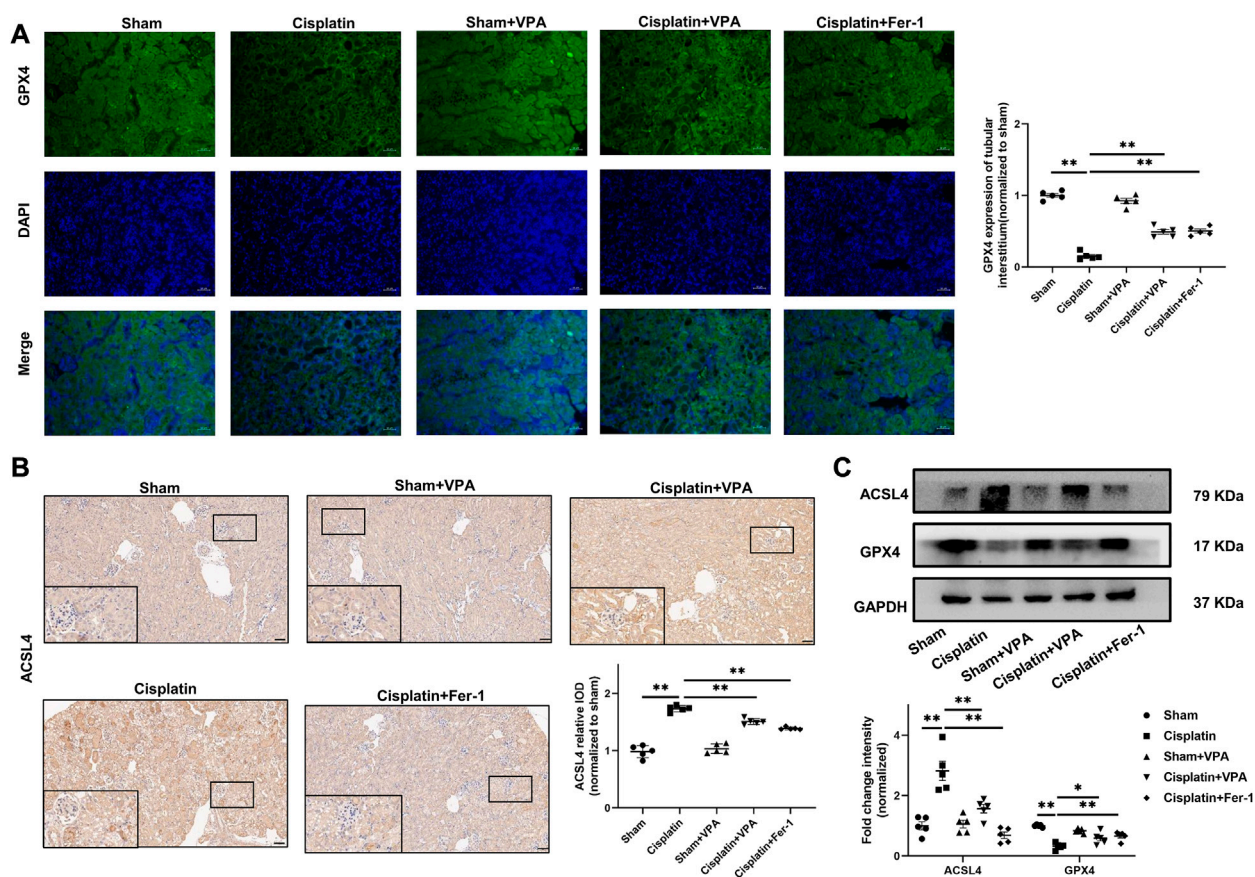 A
Sham
Cisplatin
Sham+VPA
Cisplatin+VPA
Cisplatin+Fer-1
GPX4
DAPI
Merge
GPX4 expression of tubular
interstitium(normalized to sham)
2
1
0
**
**
**
Sham
Cisplatin
Sham+VPA
Cisplatin+VPA
Cisplatin+Fer-1
B
ACSL4
Sham
Sham+VPA
Cisplatin+VPA
Cisplatin
Cisplatin+Fer-1
ACSL4 relative IOD
(normalized to sham)
2
1
0
**
**
**
Sham
Cisplatin
Sham+VPA
Cisplatin+VPA
Cisplatin+Fer-1
C
ACSL4
79 KDa
GPX4
17 KDa
GAPDH
37 KDa
Sham
Cisplatin
Sham+VPA
Cisplatin+VPA
Cisplatin+Fer-1
Fold change intensity
(normalized)
4
2
0
**
**
**
**
*
**
ACSL4
GPX4
Sham
Cisplatin
Sham+VPA
Cisplatin+VPA
Cisplatin+Fer-1